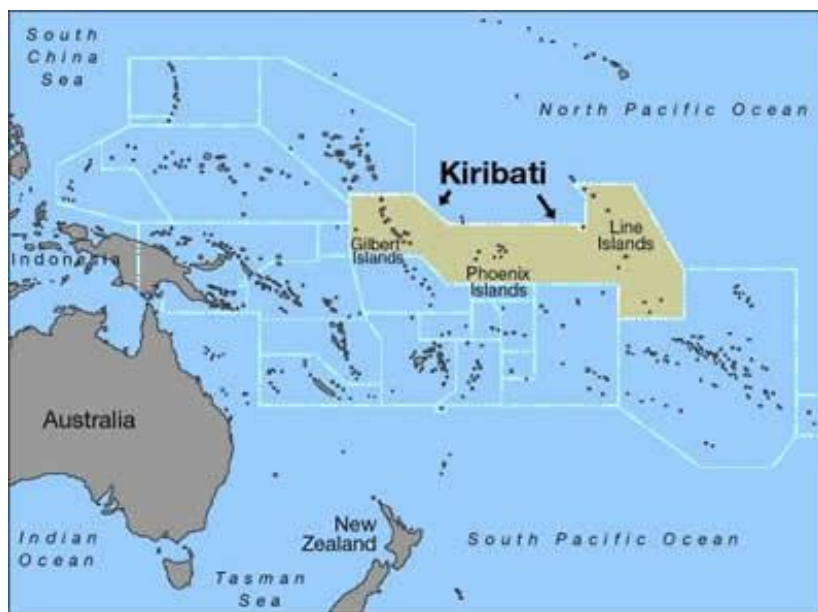 South
China
Sea
North Pacific Ocean
Kiribati
Gilbert
Islands
Line
Islands
Indonesia
Phoenix
Islands
Australia
New
Zealand
Indian
Ocean
South Pacific Ocean
Tasman
Sea